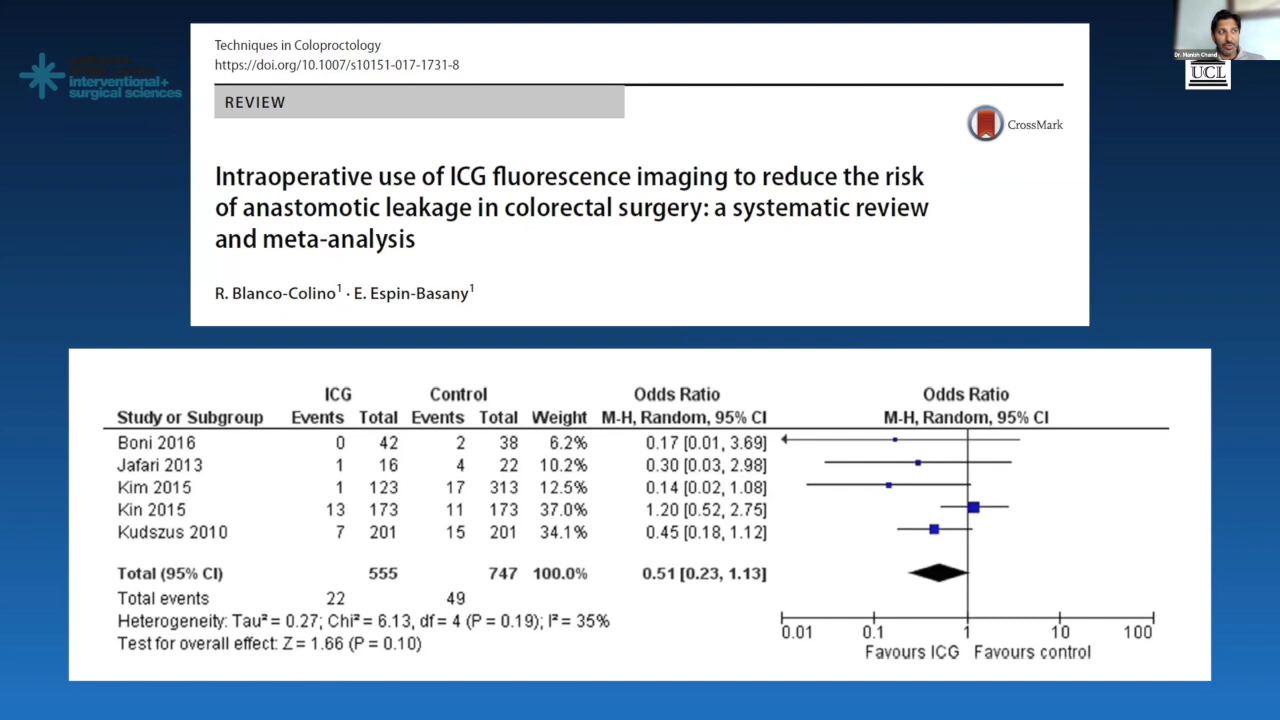 Techniques in Coloproctology
https://doi.org/10.1007/s10151-017-1731-8
REVIEW
CrossMark
Intraoperative use of ICG fluorescence imaging to reduce the risk
of anastomotic leakage in colorectal surgery: a systematic review
and meta-analysis
R. Blanco-Colino1 · E. Espin-Basany1
interventional+
surgical sciences
Dr. Manish Chand
UCL
ICG Control Odds Ratio Odds Ratio
Study or Subgroup Events Total Events Total Weight M-H, Random, 95% CI M-H, Random, 95% CI
Boni 2016 0 42 2 38 6.2% 0.17 [0.01, 3.69]
Jafari 2013 1 16 4 22 10.2% 0.30 [0.03, 2.98]
Kim 2015 1 123 17 313 12.5% 0.14 [0.02, 1.08]
Kin 2015 13 173 11 173 37.0% 1.20 [0.52, 2.75]
Kudszus 2010 7 201 15 201 34.1% 0.45 [0.18, 1.12]
Total (95% CI) 555 747 100.0% 0.51 [0.23, 1.13]
Total events 22 49
Heterogeneity: Tau² = 0.27; Chi² = 6.13, df = 4 (P = 0.19); I² = 35%
Test for overall effect: Z = 1.66 (P = 0.10)
0.01 0.1 1 10 100
Favours ICG Favours control